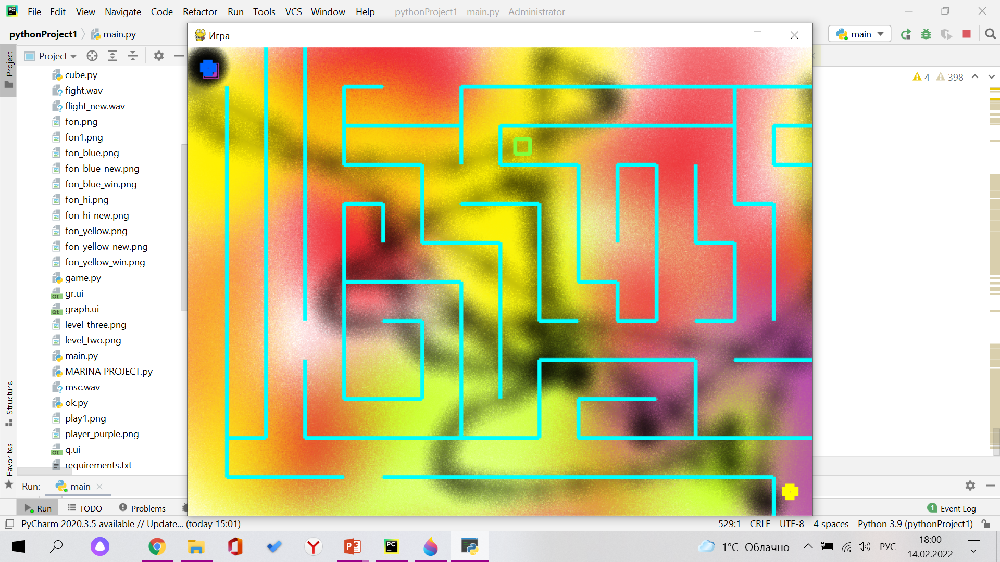 File Edit View Navigate Code Refactor Run Tools VCS Window Help pythonProject1 - main.py - Administrator
pythonProject1 main.py
Игра
main
Project
Project
4 398
cube.py
fight.wav
flight_new.wav
fon.png
fon1.png
fon_blue.png
fon_blue_new.png
fon_blue_win.png
fon_hi.png
fon_hi_new.png
fon_yellow.png
fon_yellow_new.png
fon_yellow_win.png
game.py
gr.ui
graph.ui
level_three.png
level_two.png
main.py
MARINA PROJECT.py
msc.wav
ok.py
play1.png
player_purple.png
q.ui
requirements.txt
Structure
Favorites
Run: main
Run TODO Problems
1 Event Log
PyCharm 2020.3.5 available // Update... (today 15:01)
529:1 CRLF UTF-8 4 spaces Python 3.9 (pythonProject1)
1°C Облачно
РУС
18:00
14.02.2022